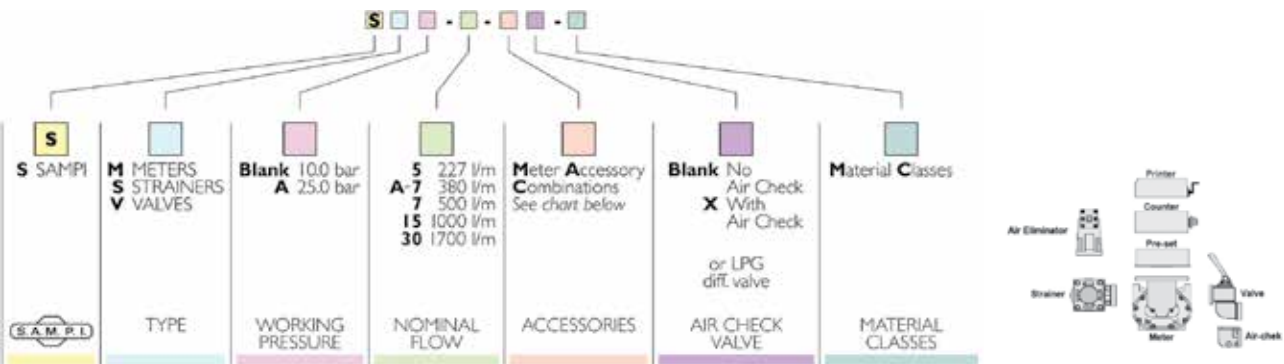 S - - -
S
S SAMPI
S.A.M.P.I.
M METERS
S STRAINERS
V VALVES
TYPE
Blank 10.0 bar
A 25.0 bar
WORKING
PRESSURE
5 227 l/m
A-7 380 l/m
7 500 l/m
15 1000 l/m
30 1700 l/m
NOMINAL
FLOW
Meter Accessory
Combinations
See chart below
ACCESSORIES
Blank No
Air Check
X With
Air Check
or LPG
diff. valve
AIR CHECK
VALVE
Material Classes
MATERIAL
CLASSES
Printer
Counter
Air Eliminator
Pre-set
Strainer
Valve
Meter
Air-chek